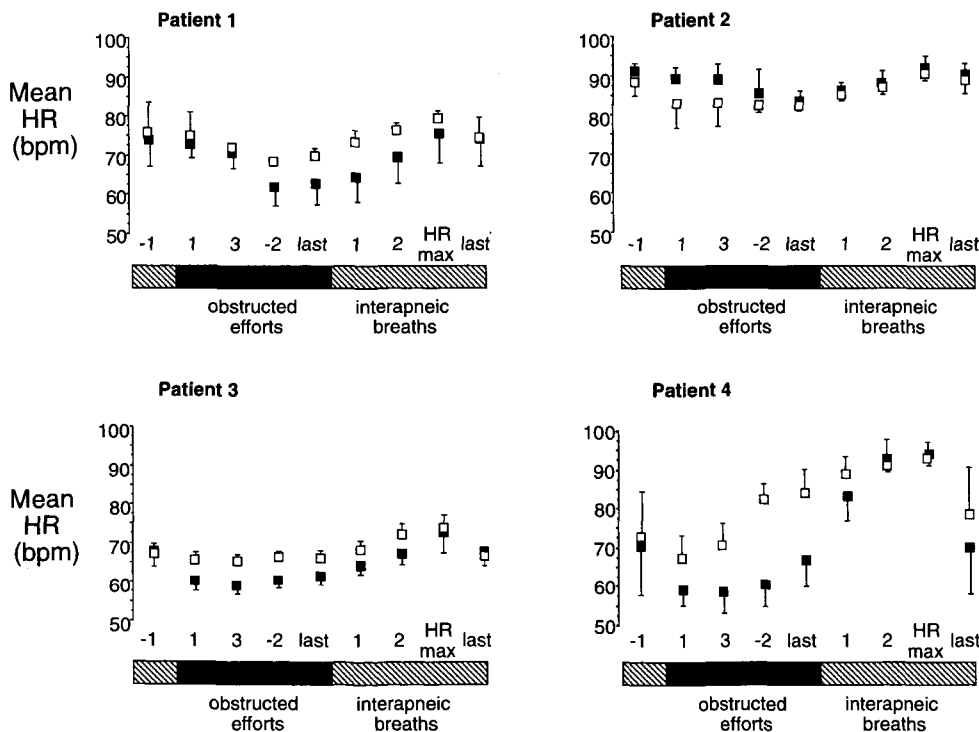 Patient 1
Mean
HR
(bpm)
100
90
80
70
60
50
-1 1 3 -2 last 1 2 HR max last
obstructed efforts
interapneic breaths
Patient 2
100
90
80
70
60
50
-1 1 3 -2 last 1 2 HR max last
obstructed efforts
interapneic breaths
Patient 3
Mean
HR
(bpm)
100
90
80
70
60
50
-1 1 3 -2 last 1 2 HR max last
obstructed efforts
interapneic breaths
Patient 4
100
90
80
70
60
50
-1 1 3 -2 last 1 2 HR max last
obstructed efforts
interapneic breaths